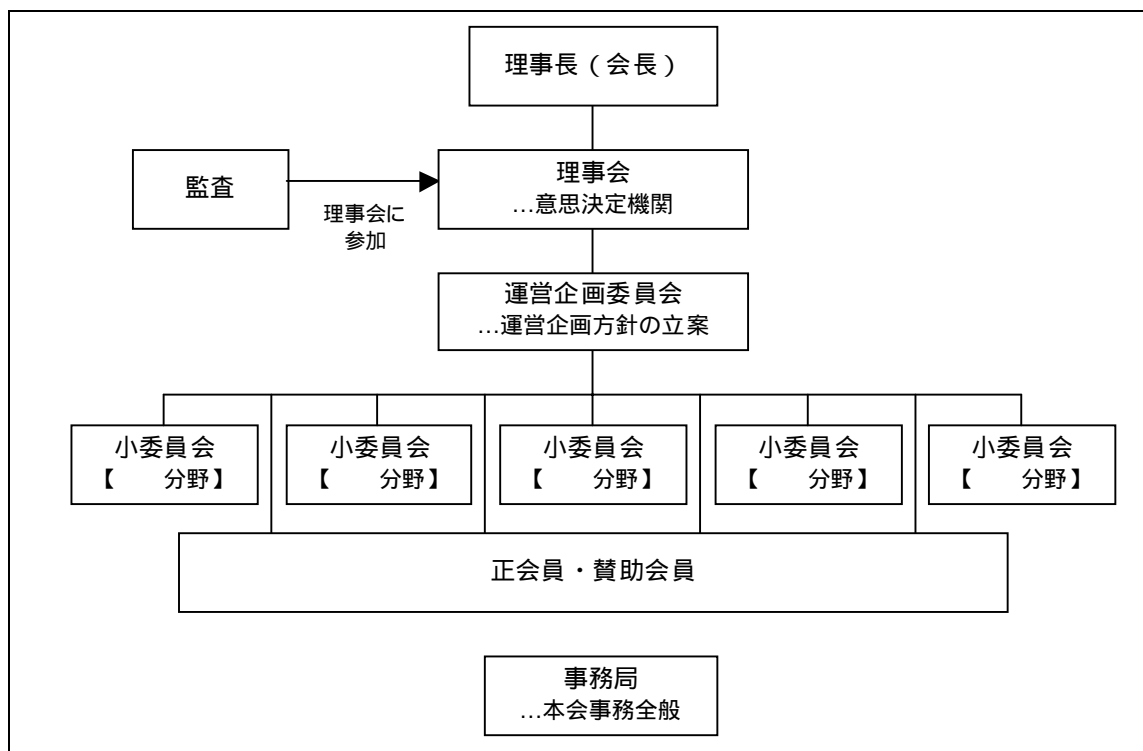 理事長（会長）
監査
理事会
…意思決定機関
理事会に
参加
運営企画委員会
…運営企画方針の立案
小委員会
【　　分野】
小委員会
【　　分野】
小委員会
【　　分野】
小委員会
【　　分野】
小委員会
【　　分野】
正会員・賛助会員
事務局
…本会事務全般